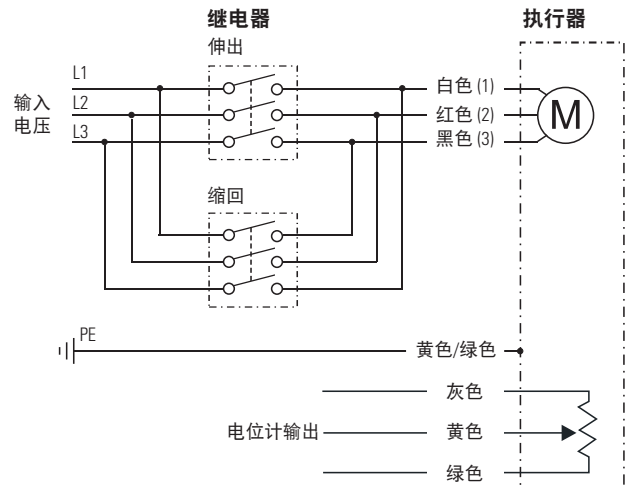 继电器
执行器
伸出
L1
白色 (1)
输入
电压
L2
红色 (2)
M
L3
黑色 (3)
缩回
PE
黄色/绿色
灰色
电位计输出
黄色
绿色